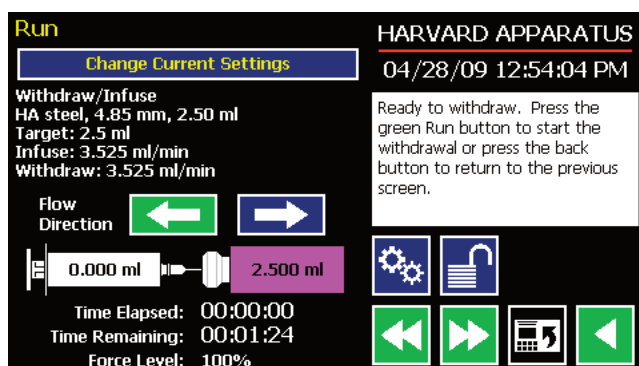 Run
Change Current Settings
Withdraw/Infuse
HA steel, 4.85 mm, 2.50 ml
Target: 2.5 ml
Infuse: 3.525 ml/min
Withdraw: 3.525 ml/min
Flow
Direction
0.000 ml
2.500 ml
Time Elapsed: 00:00:00
Time Remaining: 00:01:24
Force Level: 100%
HARVARD APPARATUS
04/28/09 12:54:04 PM
Ready to withdraw. Press the
green Run button to start the
withdrawal or press the back
button to return to the previous
screen.